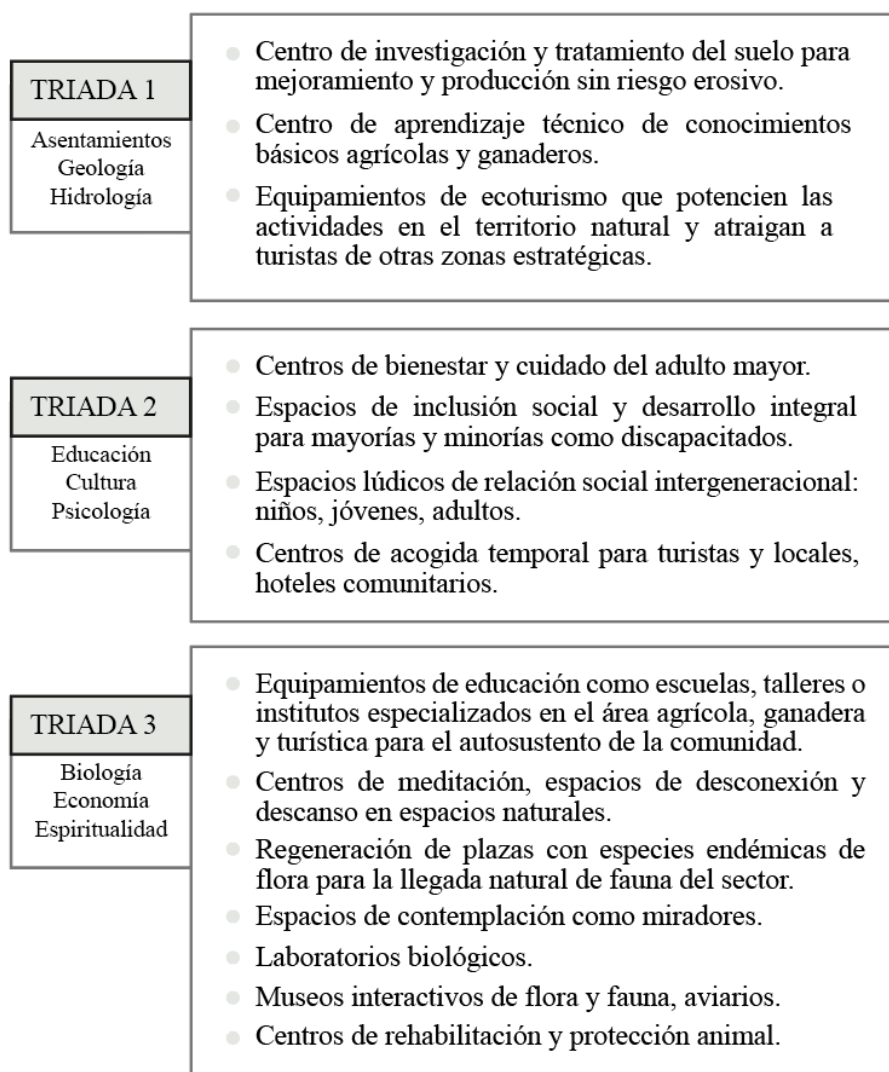 TRIADA 1
Asentamientos
Geología
Hidrología
Centro de investigación y tratamiento del suelo para
mejoramiento y producción sin riesgo erosivo.
Centro de aprendizaje técnico de conocimientos
básicos agrícolas y ganaderos.
Equipamientos de ecoturismo que potencien las
actividades en el territorio natural y atraigan a
turistas de otras zonas estratégicas.
TRIADA 2
Educación
Cultura
Psicología
Centros de bienestar y cuidado del adulto mayor.
Espacios de inclusión social y desarrollo integral
para mayorías y minorías como discapacitados.
Espacios lúdicos de relación social intergeneracional:
niños, jóvenes, adultos.
Centros de acogida temporal para turistas y locales,
hoteles comunitarios.
TRIADA 3
Biología
Economía
Espiritualidad
Equipamientos de educación como escuelas, talleres o
institutos especializados en el área agrícola, ganadera
y turística para el autosustento de la comunidad.
Centros de meditación, espacios de desconexión y
descanso en espacios naturales.
Regeneración de plazas con especies endémicas de
flora para la llegada natural de fauna del sector.
Espacios de contemplación como miradores.
Laboratorios biológicos.
Museos interactivos de flora y fauna, aviarios.
Centros de rehabilitación y protección animal.